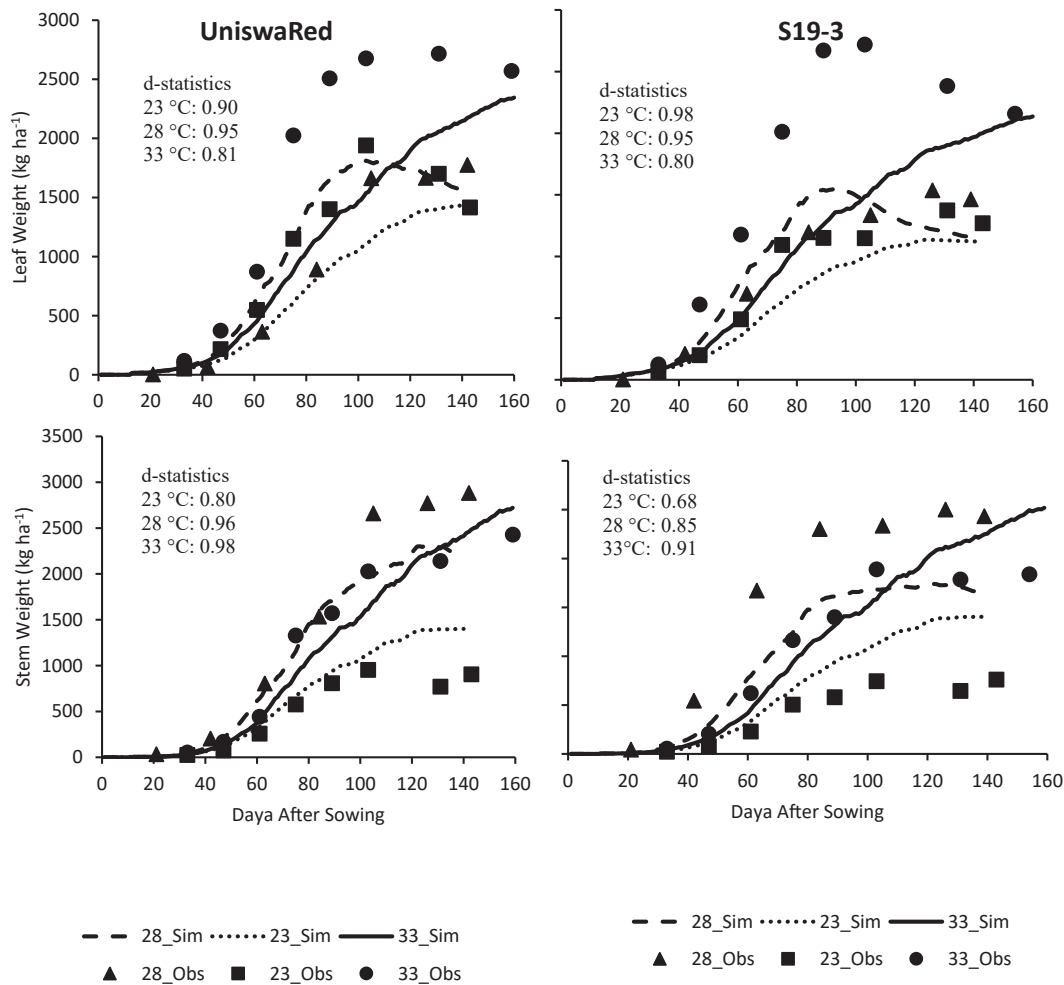 UniswaRed
S19-3
3000
2500
2000
1500
1000
500
0
Leaf Weight (kg ha-1)
d-statistics
23 °C: 0.90
28 °C: 0.95
33 °C: 0.81
0 20 40 60 80 100 120 140 160
d-statistics
23 °C: 0.98
28 °C: 0.95
33 °C: 0.80
0 20 40 60 80 100 120 140 160
3500
3000
2500
2000
1500
1000
500
0
Stem Weight (kg ha-1)
d-statistics
23 °C: 0.80
28 °C: 0.96
33 °C: 0.98
0 20 40 60 80 100 120 140 160
Daya After Sowing
d-statistics
23 °C: 0.68
28 °C: 0.85
33°C: 0.91
0 20 40 60 80 100 120 140 160
Daya After Sowing
28_Sim 23_Sim 33_Sim
28_Obs 23_Obs 33_Obs
28_Sim 23_Sim 33_Sim
28_Obs 23_Obs 33_Obs